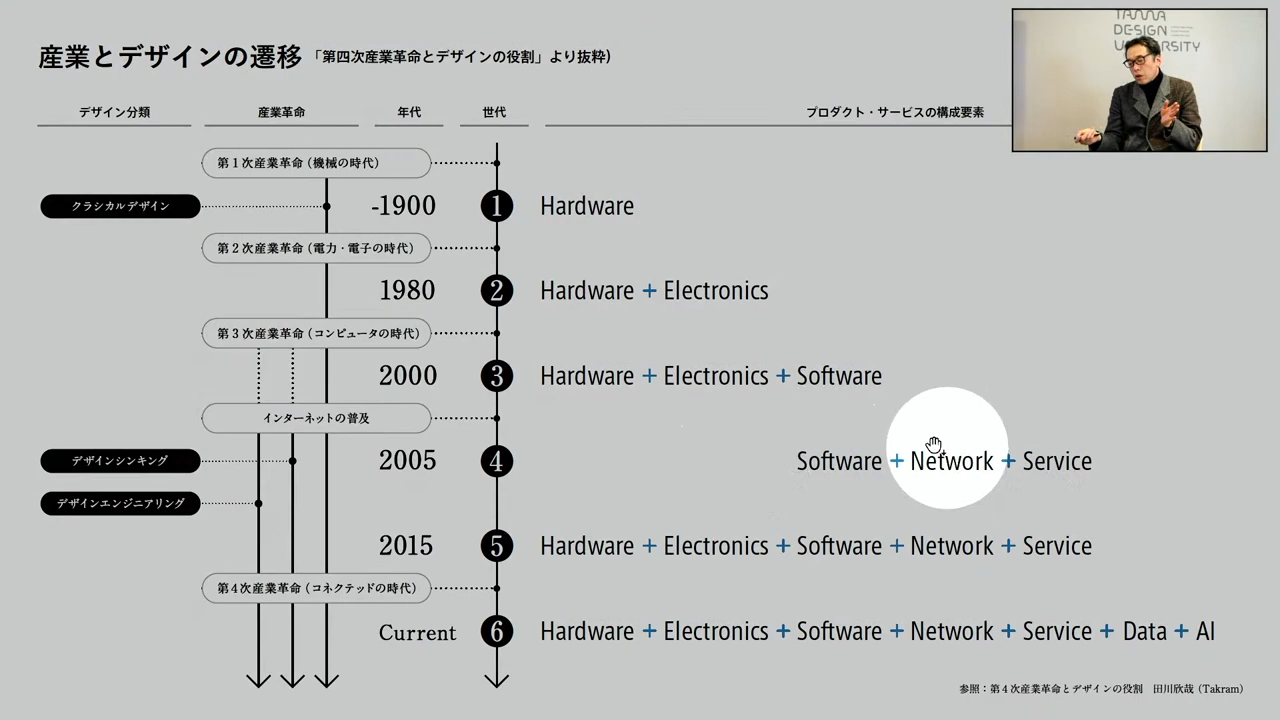 産業とデザインの遷移 「第四次産業革命とデザインの役割」より抜粋)
TAMA
DESIGN
UNIVERSITY
デザイン分類 産業革命 年代 世代 プロダクト・サービスの構成要素
第1次産業革命(機械の時代)
クラシカルデザイン -1900 1 Hardware
第2次産業革命(電力・電子の時代)
1980 2 Hardware + Electronics
第3次産業革命(コンピュータの時代)
2000 3 Hardware + Electronics + Software
インターネットの普及
デザインシンキング 2005 4 Software + Network + Service
デザインエンジニアリング
2015 5 Hardware + Electronics + Software + Network + Service
第4次産業革命(コネクテッドの時代)
Current 6 Hardware + Electronics + Software + Network + Service + Data + AI
参照:第4次産業革命とデザインの役割 田川欣哉(Takram)